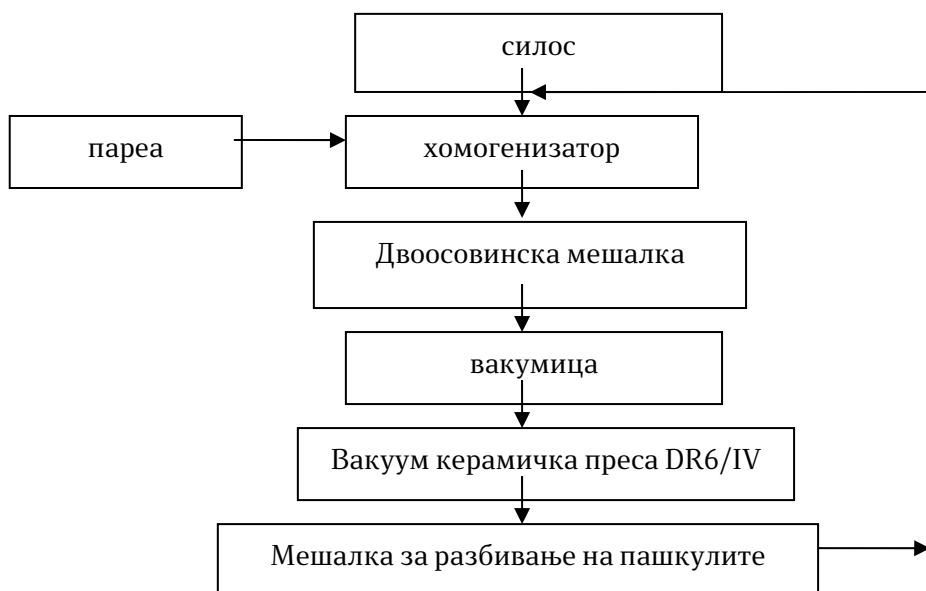 силос
пареа
хомогенизатор
Двоосовинска мешалка
вакумица
Вакуум керамичка преса DR6/IV
Мешалка за разбивање на пашкулите